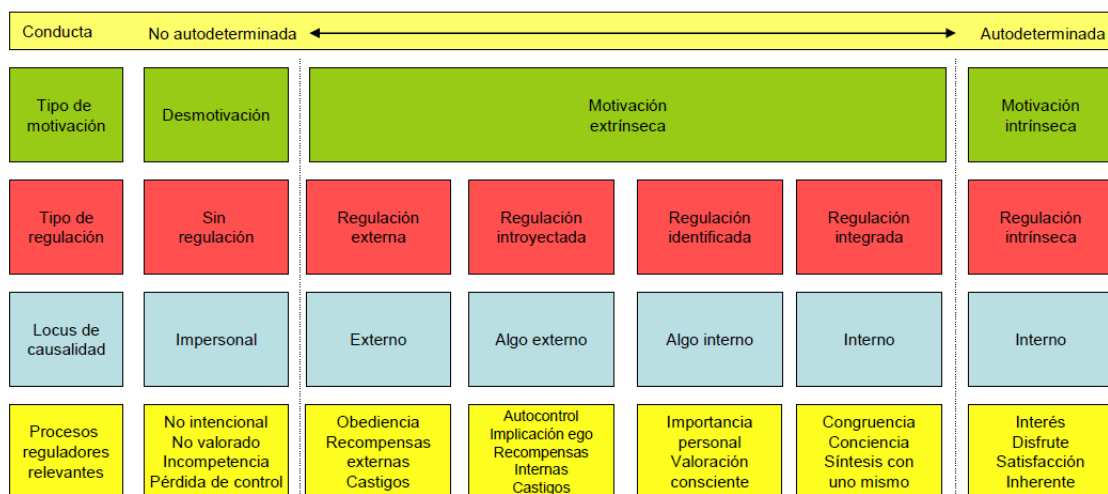 Conducta No autodeterminada Autodeterminada
Tipo de
motivación
Desmotivación
Motivación
extrínseca
Motivación
intrínseca
Tipo de
regulación
Sin
regulación
Regulación
externa
Regulación
introyectada
Regulación
identificada
Regulación
integrada
Regulación
intrínseca
Locus de
causalidad
Impersonal
Externo
Algo externo
Algo interno
Interno
Interno
Procesos
reguladores
relevantes
No intencional
No valorado
Incompetencia
Pérdida de control
Obediencia
Recompensas
externas
Castigos
Autocontrol
Implicación ego
Recompensas
Internas
Castigos
Importancia
personal
Valoración
consciente
Congruencia
Conciencia
Síntesis con
uno mismo
Interés
Disfrute
Satisfacción
Inherente